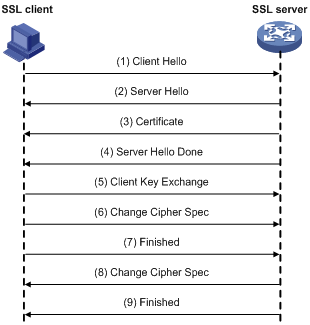 SSL client
SSL server
(1) Client Hello
(2) Server Hello
(3) Certificate
(4) Server Hello Done
(5) Client Key Exchange
(6) Change Cipher Spec
(7) Finished
(8) Change Cipher Spec
(9) Finished